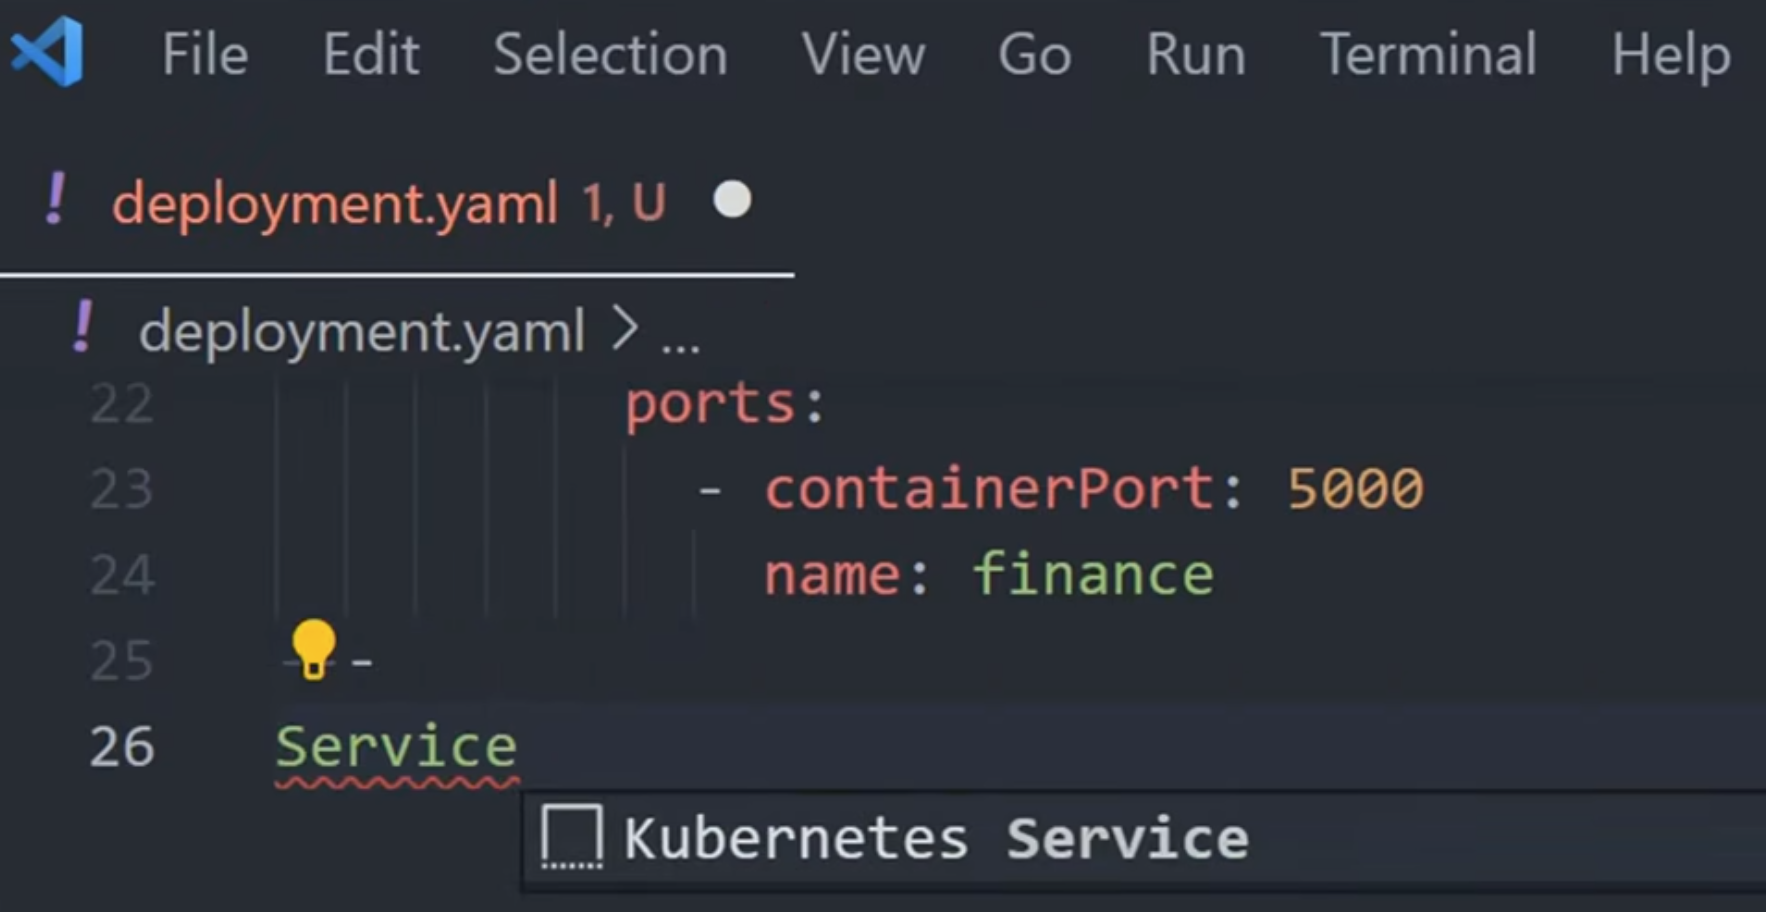 File Edit Selection View Go Run Terminal Help
! deployment.yaml 1, U
! deployment.yaml > ...
22 ports:
23 - containerPort: 5000
24 name: finance
25 ---
26 Service
Kubernetes Service